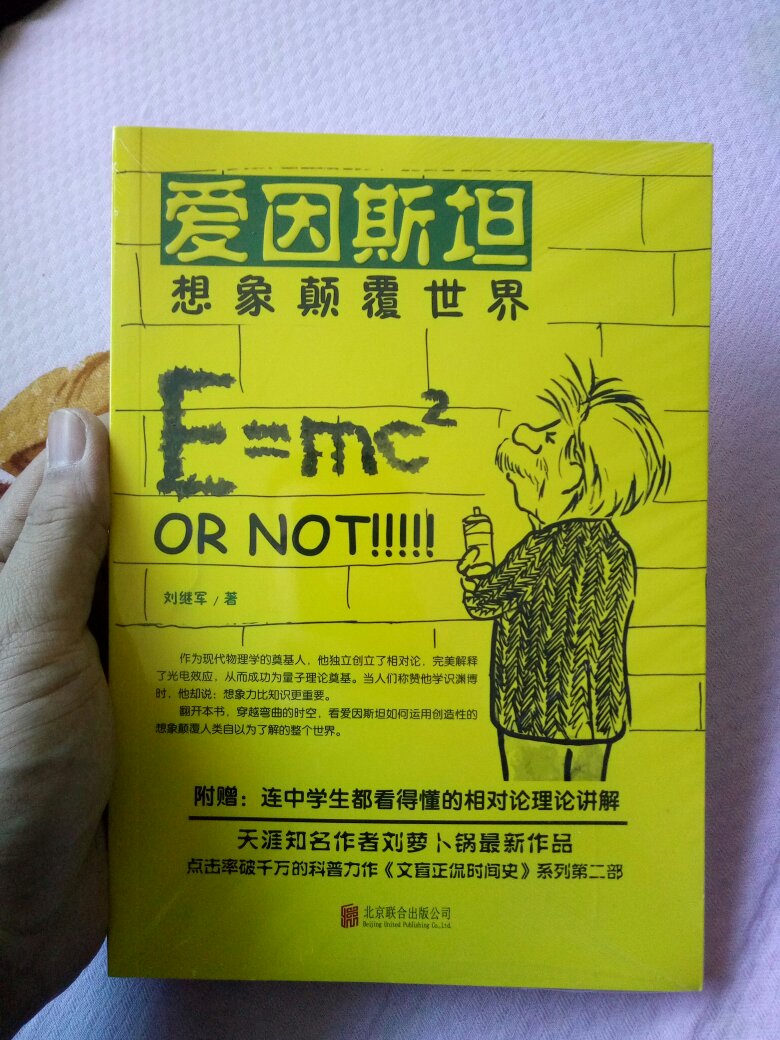 爱因斯坦
想象颠覆世界
E=mc²
OR NOT!!!!!
刘继军 / 著
作为现代物理学的奠基人，他独立创立了相对论，完美解释
了光电效应，从而成功为量子理论奠基。当人们称赞他学识渊博
时，他却说：想象力比知识更重要。
翻开本书，穿越弯曲的时空，看爱因斯坦如何运用创造性的
想象颠覆人类自以为了解的整个世界。
附赠：连中学生都看得懂的相对论理论讲解
天涯知名作者刘萝卜锅最新作品
点击率破千万的科普力作《文盲正侃时间史》系列第二部
北京联合出版公司
Beijing United Publishing Co.,Ltd.